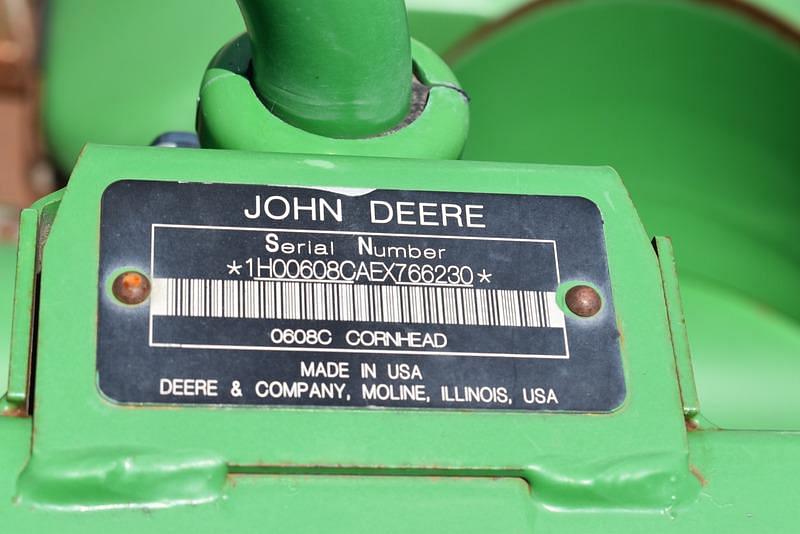 JOHN DEERE
Serial Number
*1H00608CAEX766230*
0608C CORNHEAD
MADE IN USA
DEERE & COMPANY, MOLINE, ILLINOIS, USA